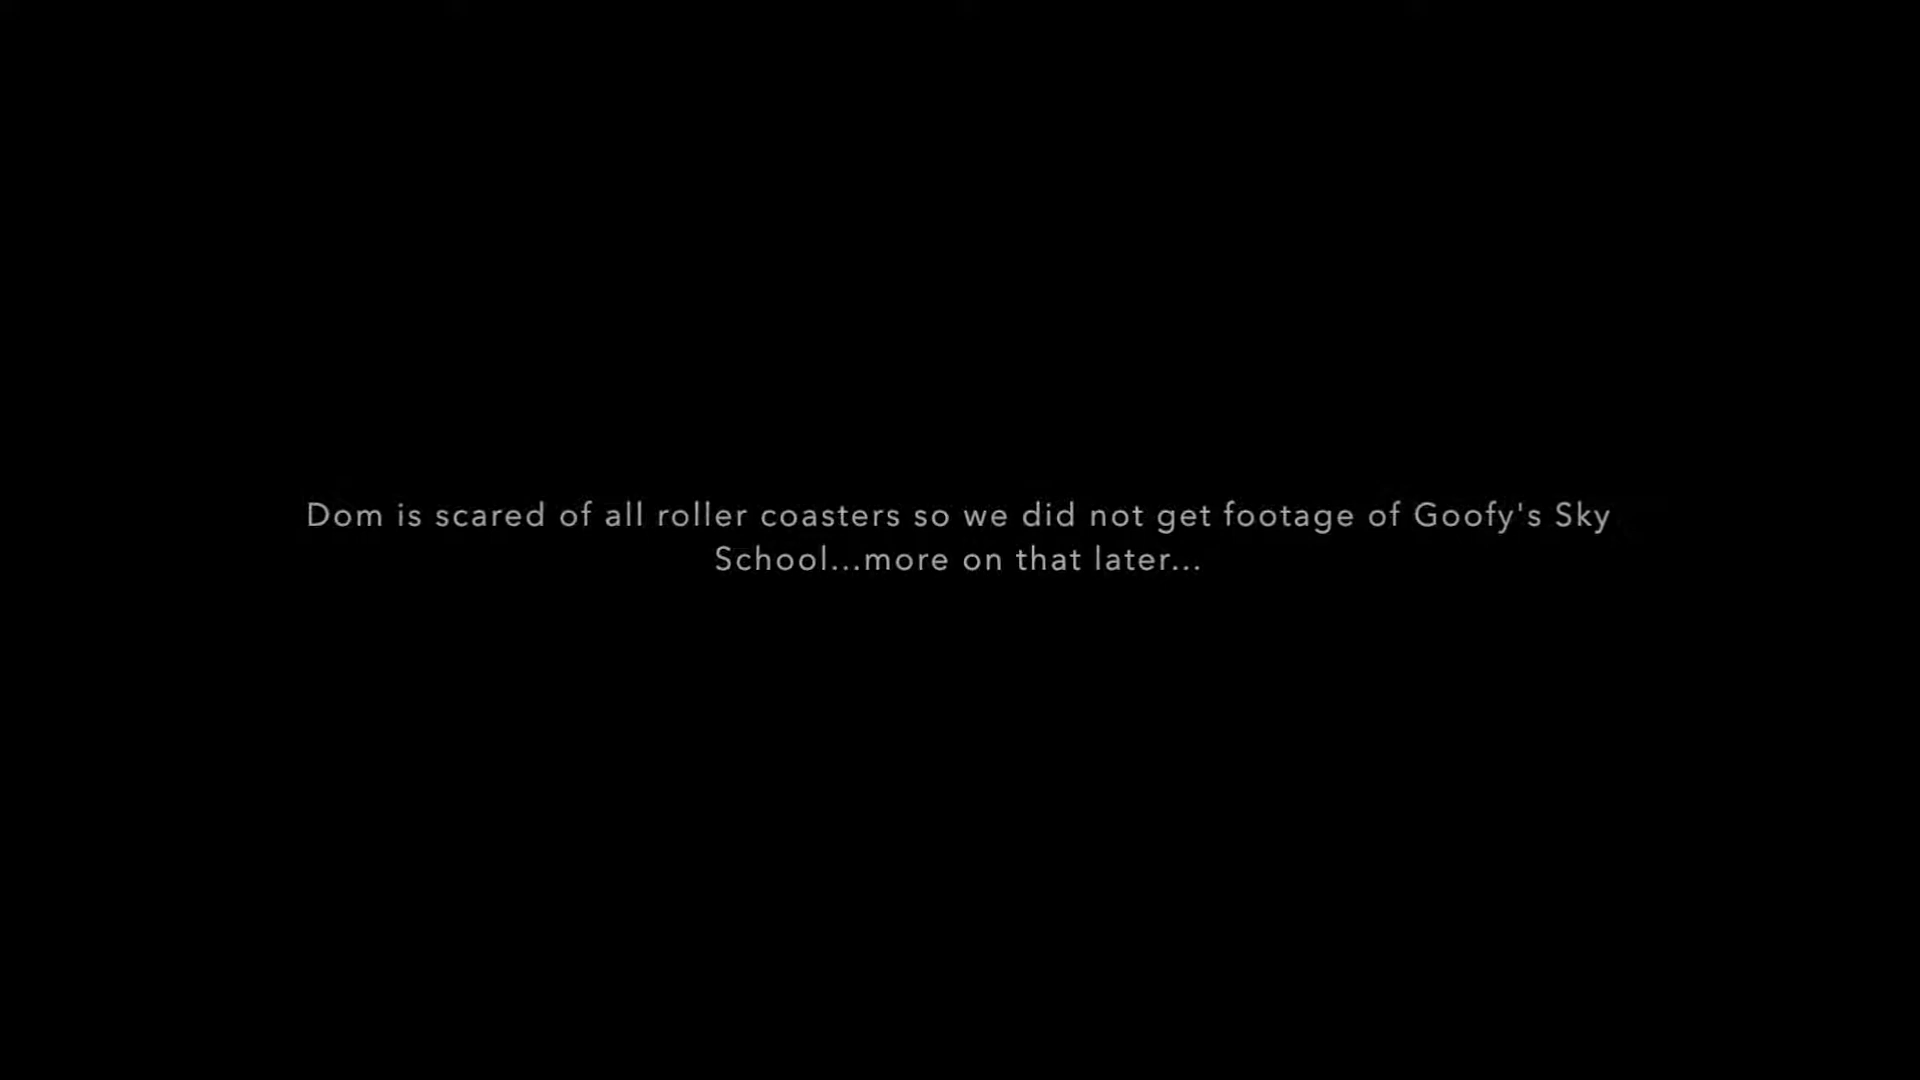 Dom is scared of all roller coasters so we did not get footage of Goofy's Sky
School...more on that later...